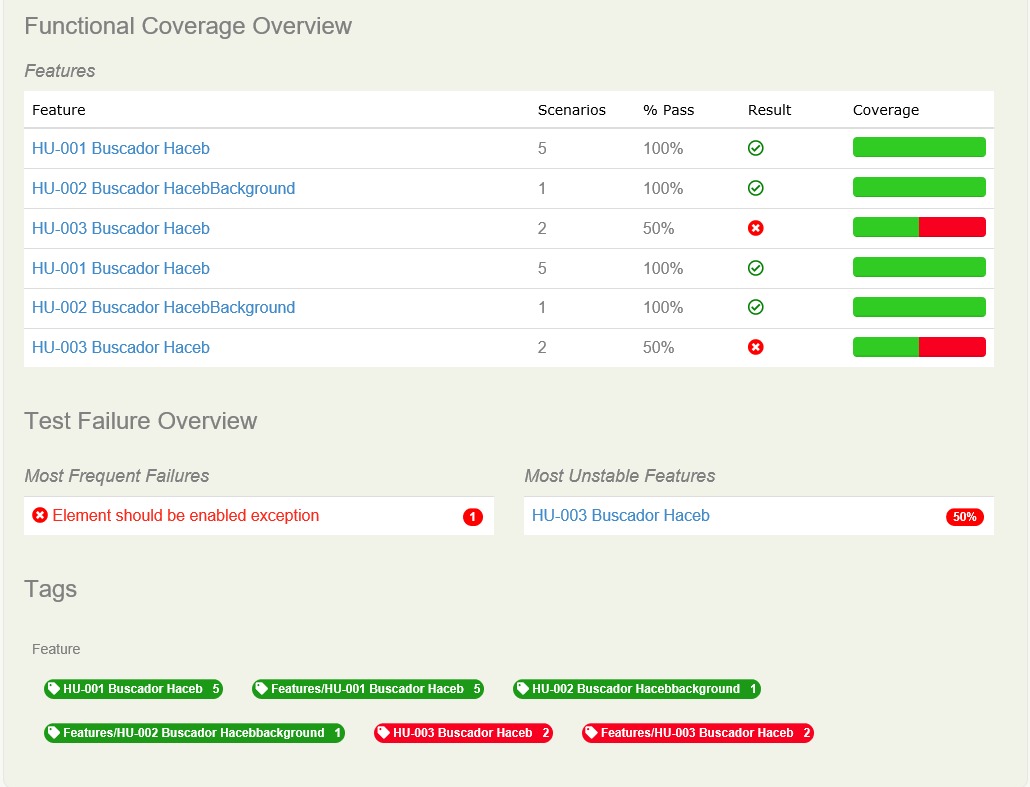 Functional Coverage Overview
Features
Feature Scenarios % Pass Result Coverage
HU-001 Buscador Haceb 5 100%
HU-002 Buscador HacebBackground 1 100%
HU-003 Buscador Haceb 2 50%
HU-001 Buscador Haceb 5 100%
HU-002 Buscador HacebBackground 1 100%
HU-003 Buscador Haceb 2 50%
Test Failure Overview
Most Frequent Failures Most Unstable Features
Element should be enabled exception 1 HU-003 Buscador Haceb 50%
Tags
Feature
HU-001 Buscador Haceb 5 Features/HU-001 Buscador Haceb 5 HU-002 Buscador Hacebbackground 1
Features/HU-002 Buscador Hacebbackground 1 HU-003 Buscador Haceb 2 Features/HU-003 Buscador Haceb 2